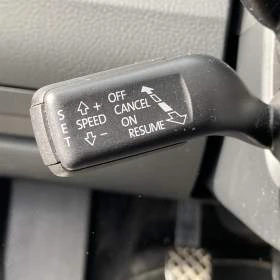 SET
+ OFF
SPEED CANCEL
− ON
RESUME